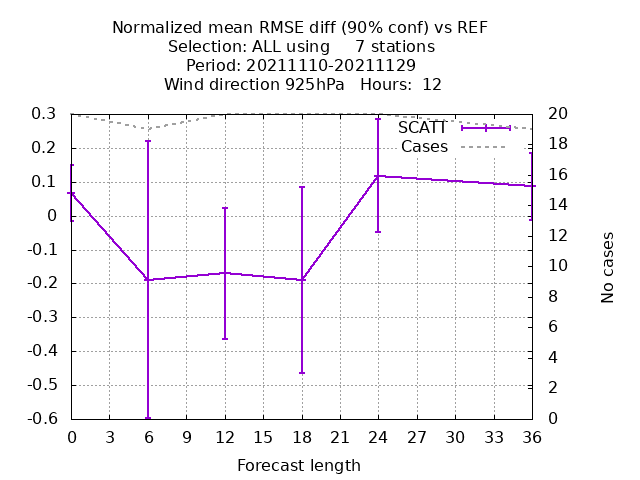 Normalized mean RMSE diff (90% conf) vs REF
Selection: ALL using     7 stations
Period: 20211110-20211129
Wind direction 925hPa   Hours:  12
SCATT
Cases
0.3
0.2
0.1
0
-0.1
-0.2
-0.3
-0.4
-0.5
-0.6
20
18
16
14
12
10
8
6
4
2
0
No cases
0 3 6 9 12 15 18 21 24 27 30 33 36
Forecast length